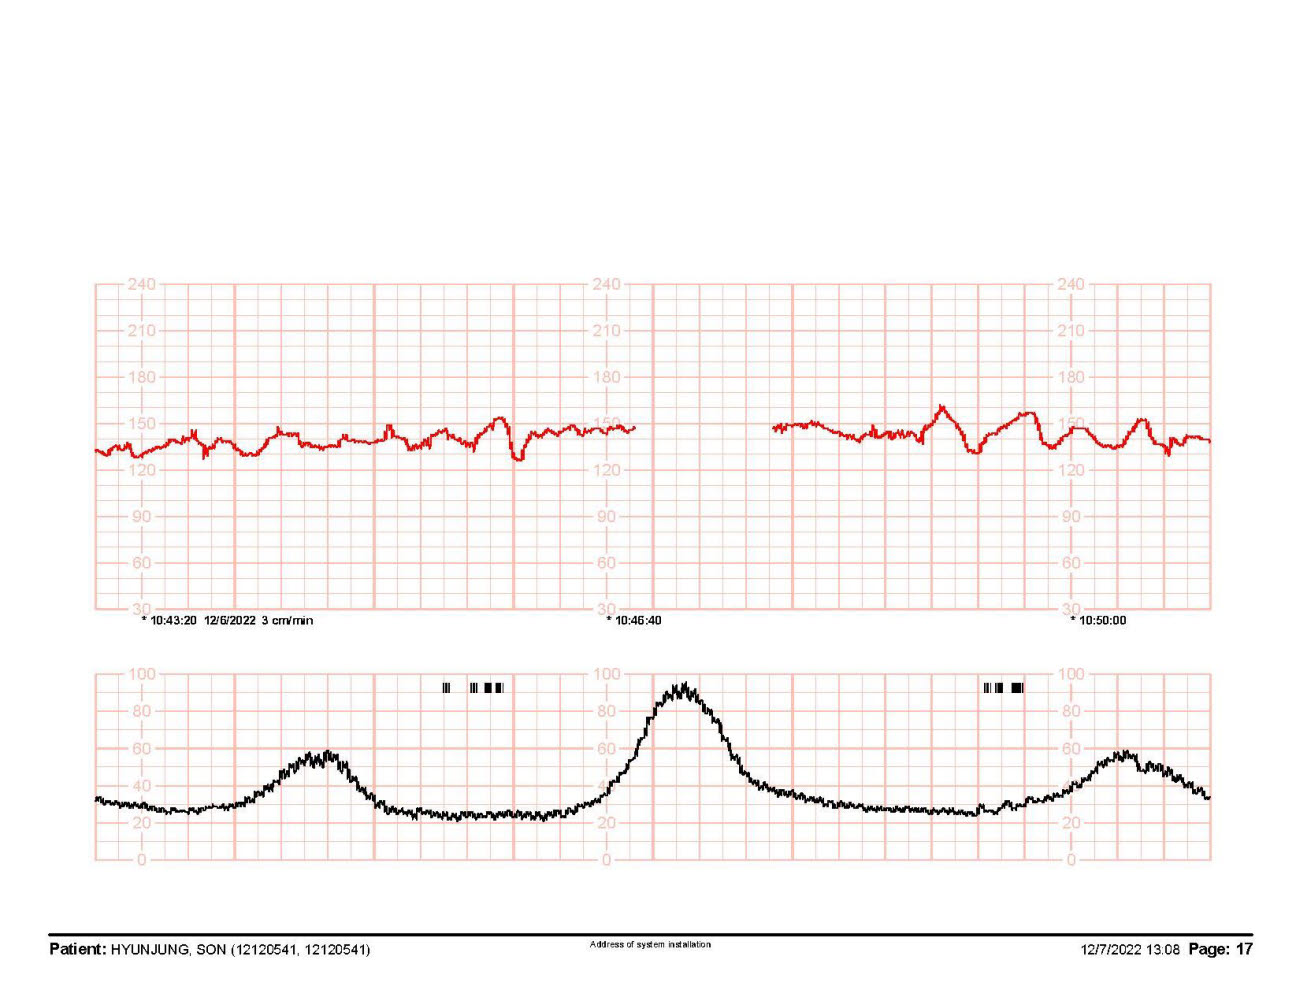 240 240 240
210 210 210
180 180 180
150 150 150
120 120 120
90 90 90
60 60 60
30 30 30
* 10:43:20 12/6/2022 3 cm/min * 10:46:40 * 10:50:00
100 100 100
80 80 80
60 60 60
40 40 40
20 20 20
0 0 0
Patient: HYUNJUNG, SON (12120541, 12120541) Address of system installation 12/7/2022 13:08 Page: 17